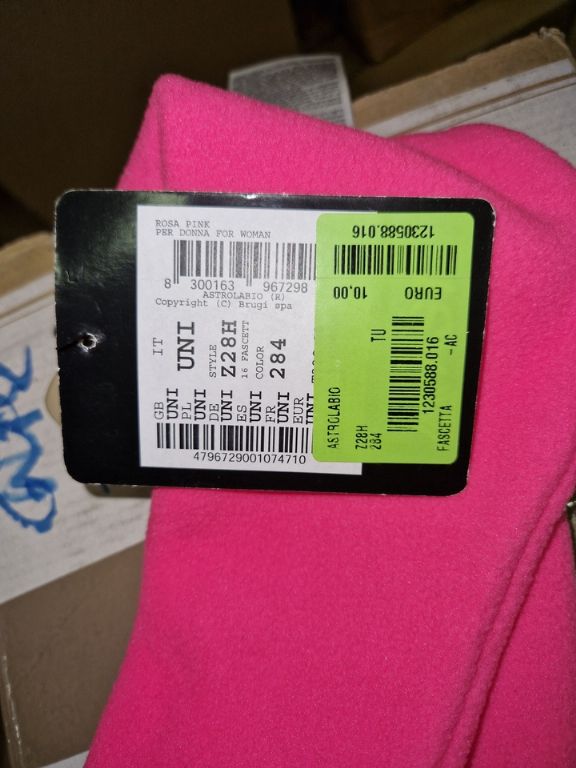 ROSA PINK
PER DONNA FOR WOMAN
8 300163 967298
ASTROLABIO (R)
Copyright (C) Brugi spa
IT UNI
STYLE Z28H
16 FASCETT
COLOR 284
GB UNI
PL UNI
DE UNI
ES UNI
FR UNI
EUR UNI
4796729001074710
1230588.016
EURO 10,00
TU
1230588.016
-AC
ASTROLABIO
Z28H
284
FASCETTA